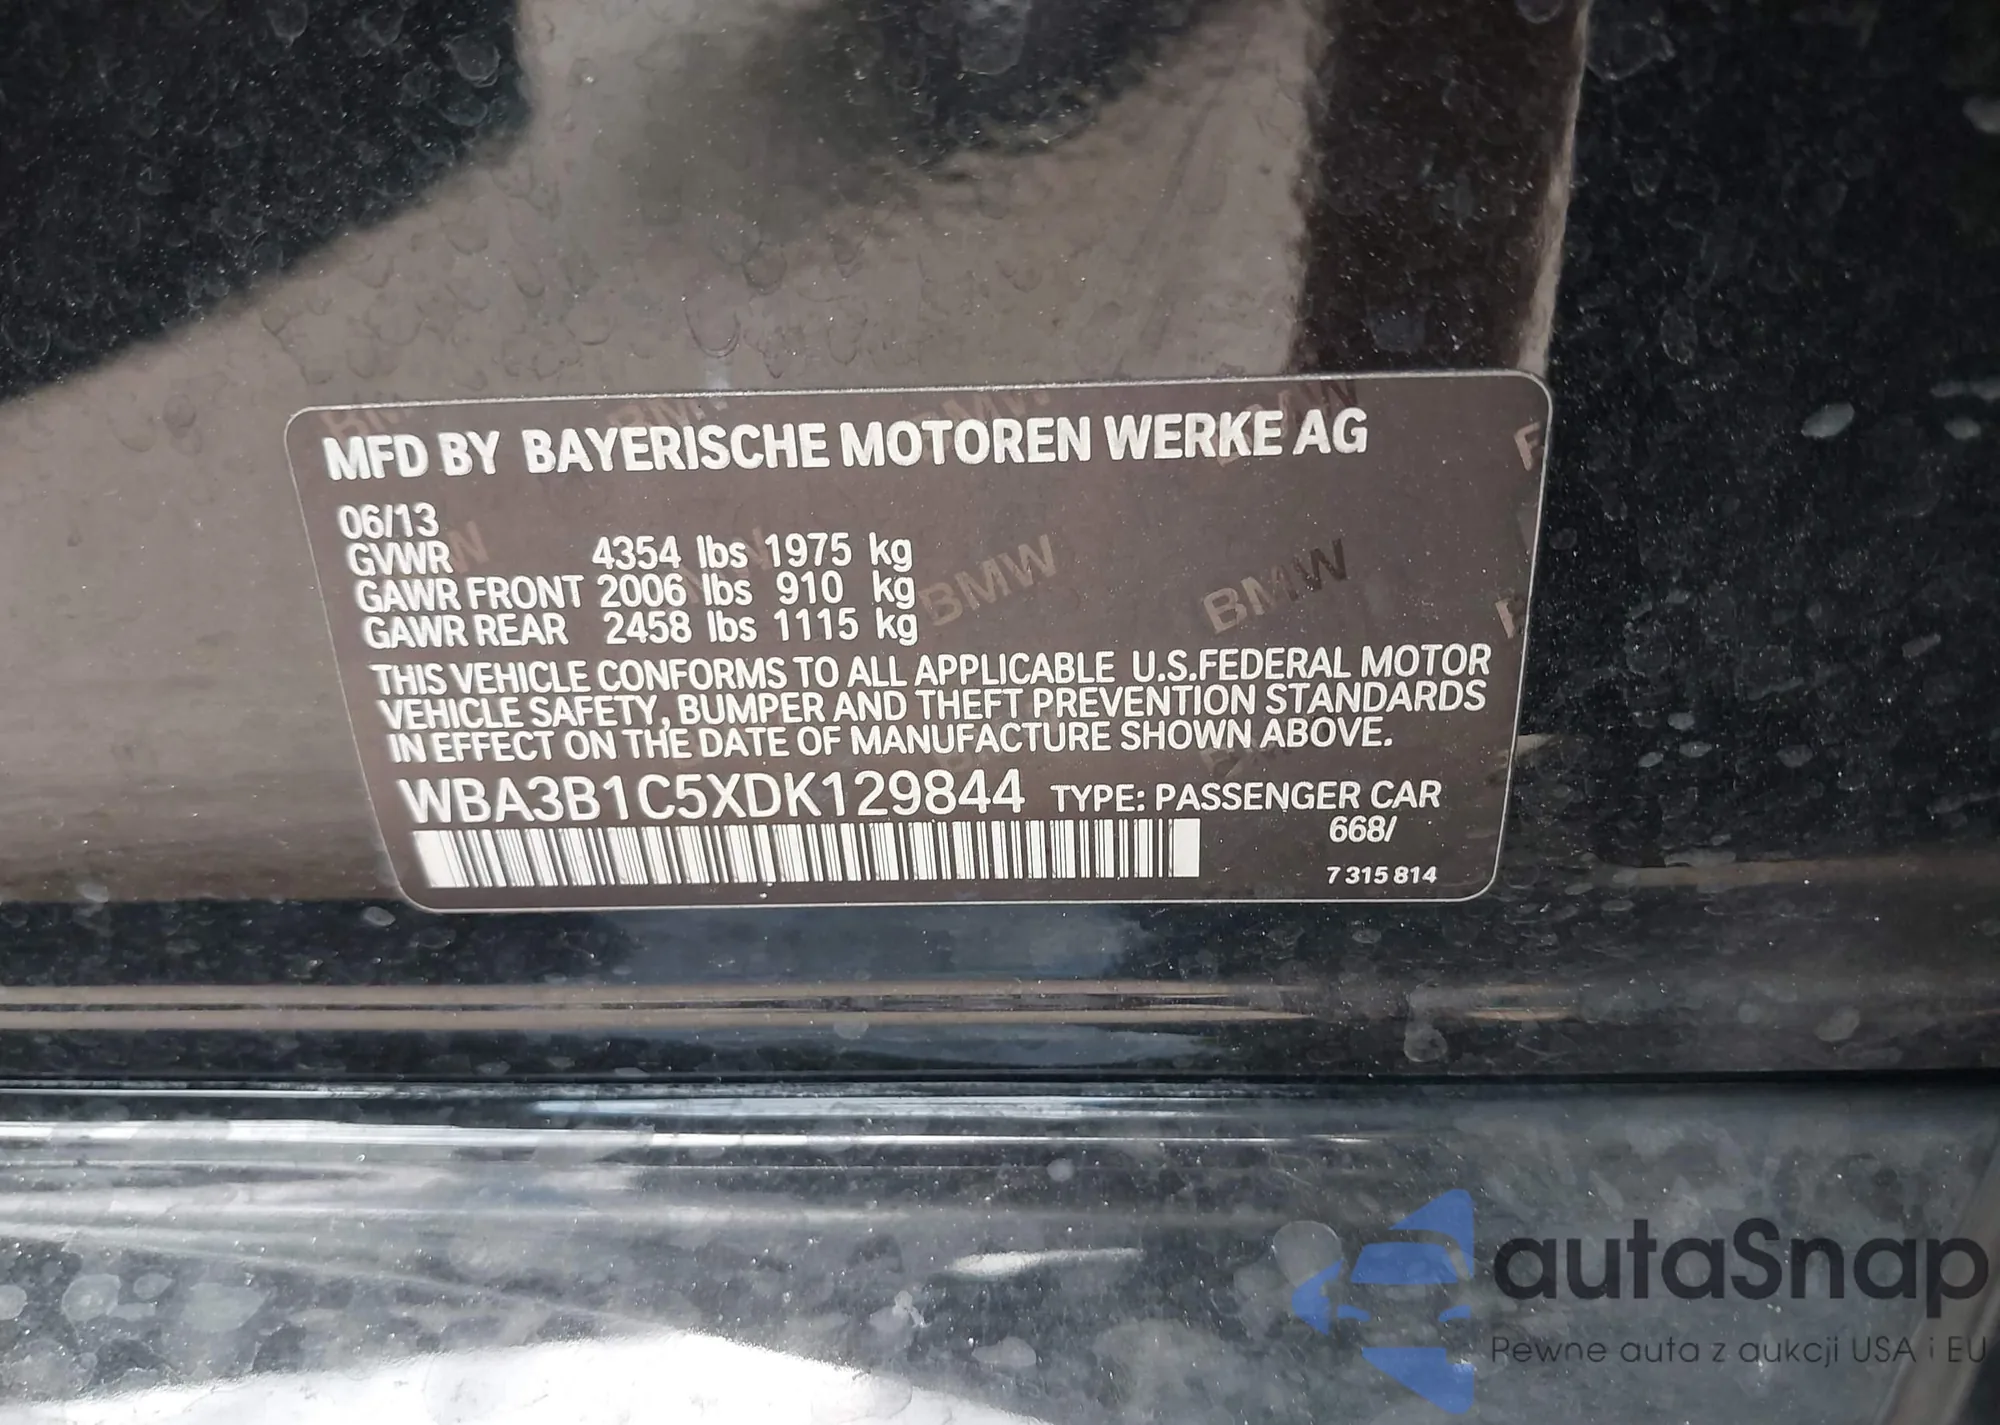 MFD BY BAYERISCHE MOTOREN WERKE AG
06/13
GVWR 4354 lbs 1975 kg
GAWR FRONT 2006 lbs 910 kg
GAWR REAR 2458 lbs 1115 kg
THIS VEHICLE CONFORMS TO ALL APPLICABLE U.S.FEDERAL MOTOR
VEHICLE SAFETY, BUMPER AND THEFT PREVENTION STANDARDS
IN EFFECT ON THE DATE OF MANUFACTURE SHOWN ABOVE.
WBA3B1C5XDK129844 TYPE: PASSENGER CAR
668/
7 315 814
BMW BMW
autaSnap
Pewne auta z aukcji USA i EU